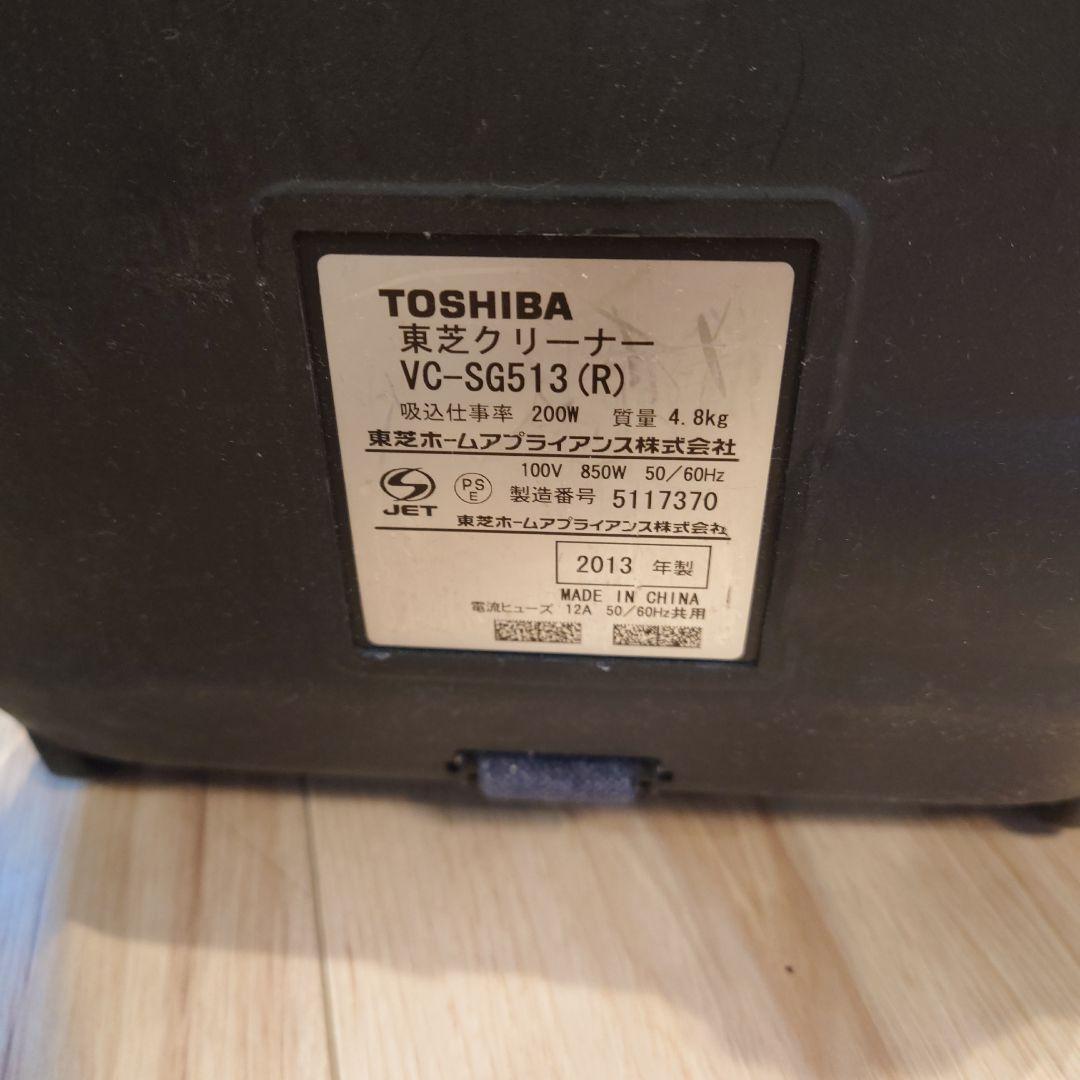 TOSHIBA
東芝クリーナー
VC-SG513(R)
吸込仕事率 200W 質量 4.8kg
東芝ホームアプライアンス株式会社
100V 850W 50/60Hz
JET PSE 製造番号 5117370
東芝ホームアプライアンス株式会社
2013 年製
MADE IN CHINA
電流ヒューズ 12A 50/60Hz共用